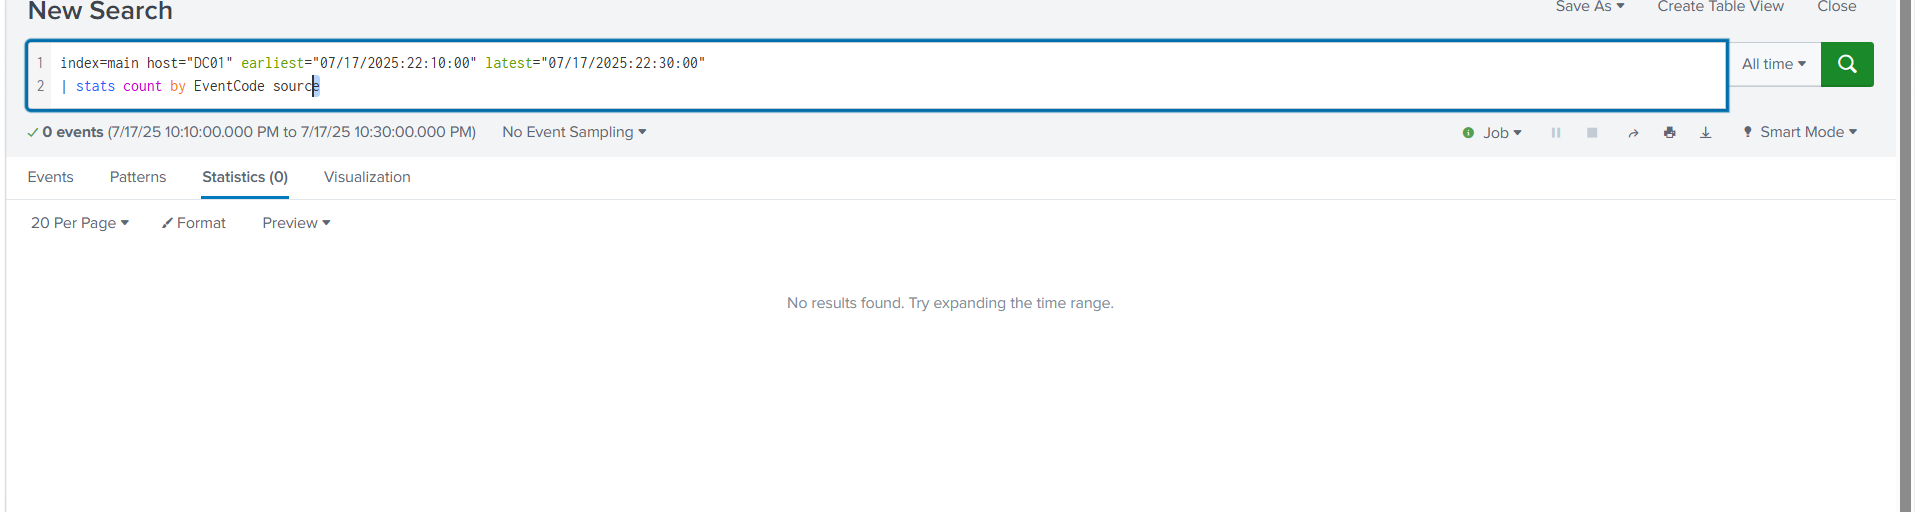 New Search
Save As Create Table View Close
1 index=main host="DC01" earliest="07/17/2025:22:10:00" latest="07/17/2025:22:30:00"
2 | stats count by EventCode source
All time
0 events (7/17/25 10:10:00.000 PM to 7/17/25 10:30:00.000 PM) No Event Sampling
Job Smart Mode
Events Patterns Statistics (0) Visualization
20 Per Page Format Preview
No results found. Try expanding the time range.